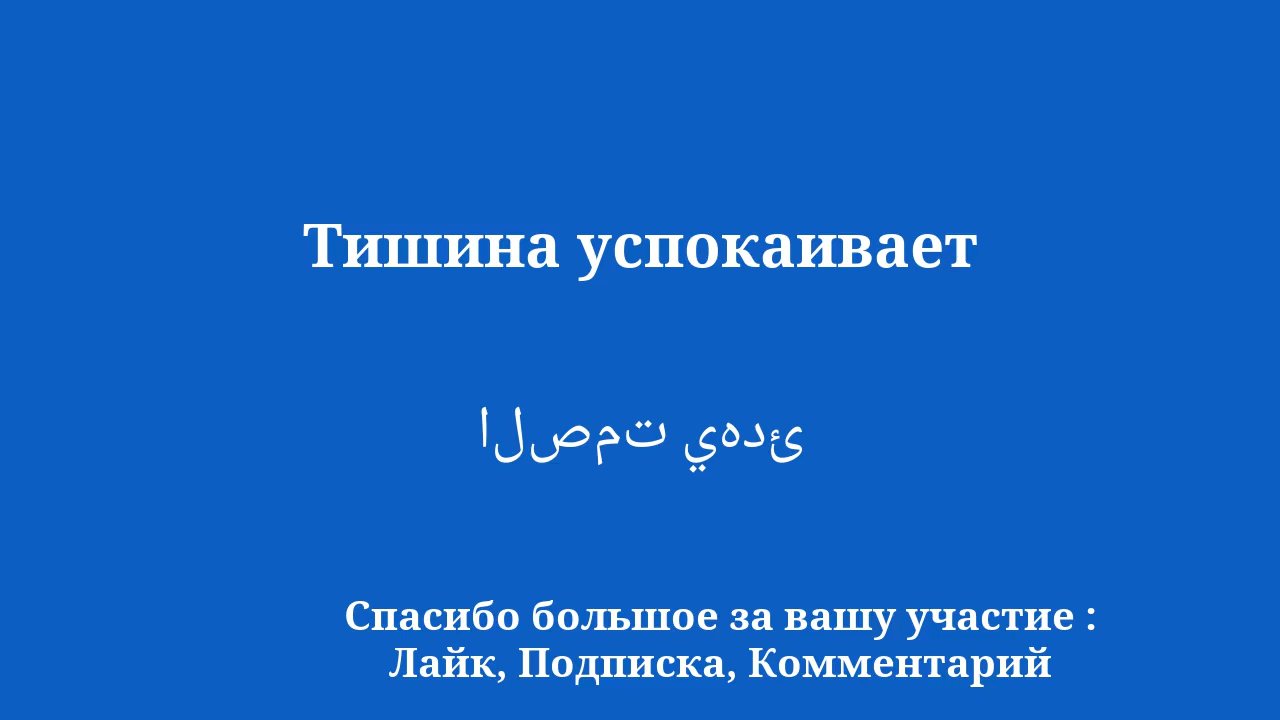 Тишина успокаивает
الصمت يهدئ
Спасибо большое за вашу участие :
Лайк, Подписка, Комментарий